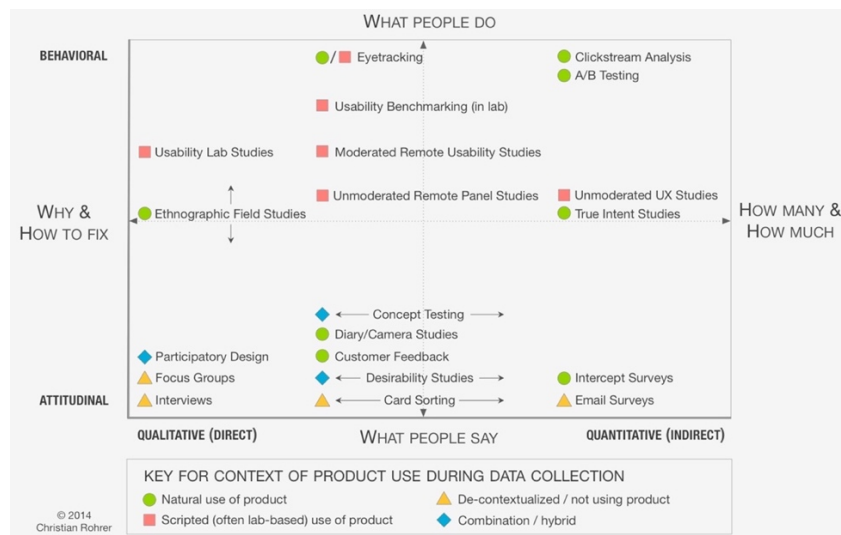 WHAT PEOPLE DO
BEHAVIORAL
/ Eyetracking
Clickstream Analysis
A/B Testing
Usability Benchmarking (in lab)
Usability Lab Studies
Moderated Remote Usability Studies
Unmoderated Remote Panel Studies
Unmoderated UX Studies
WHY &
HOW TO FIX
Ethnographic Field Studies
True Intent Studies
HOW MANY &
HOW MUCH
Concept Testing
Diary/Camera Studies
Participatory Design
Customer Feedback
Focus Groups
Desirability Studies
Intercept Surveys
ATTITUDINAL
Interviews
Card Sorting
Email Surveys
QUALITATIVE (DIRECT)
WHAT PEOPLE SAY
QUANTITATIVE (INDIRECT)
KEY FOR CONTEXT OF PRODUCT USE DURING DATA COLLECTION
Natural use of product
De-contextualized / not using product
Scripted (often lab-based) use of product
Combination / hybrid
© 2014
Christian Rohrer